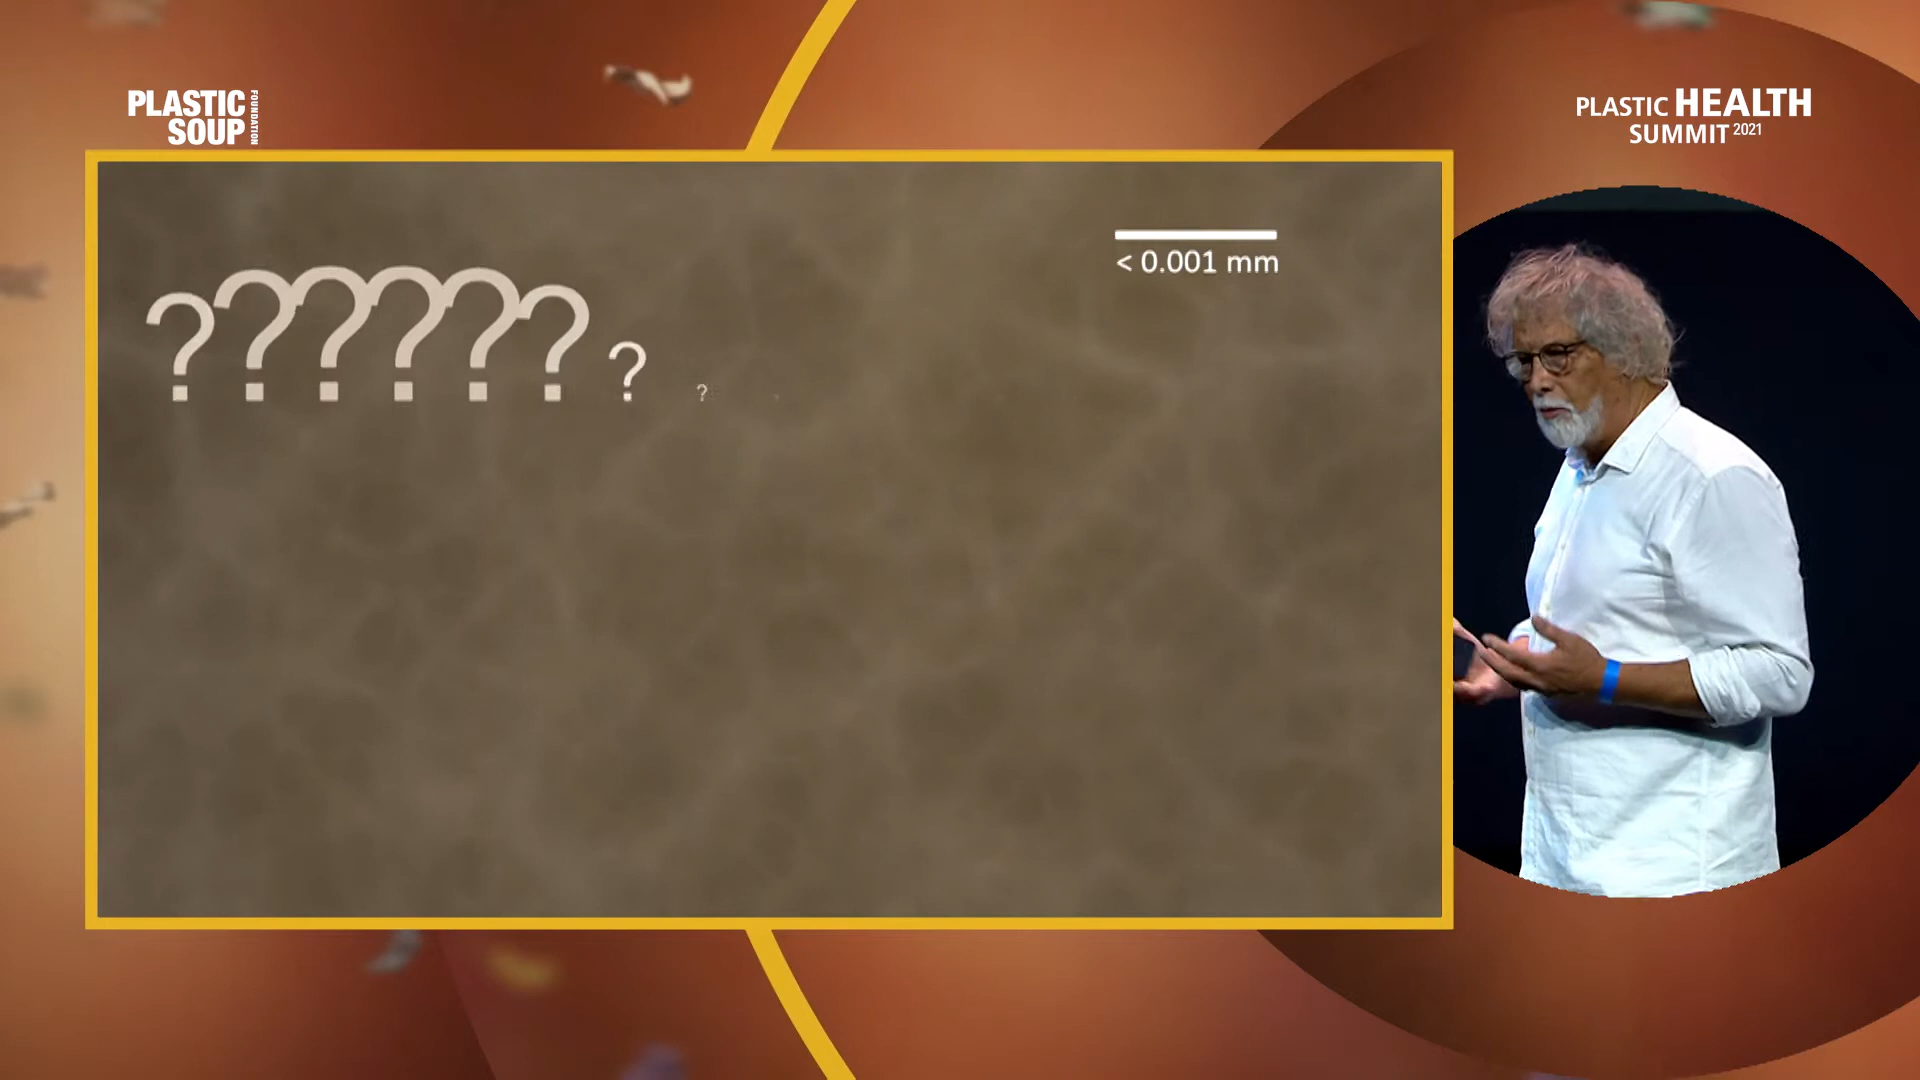 PLASTIC
SOUP
FOUNDATION
PLASTIC HEALTH
SUMMIT 2021
< 0.001 mm
????????